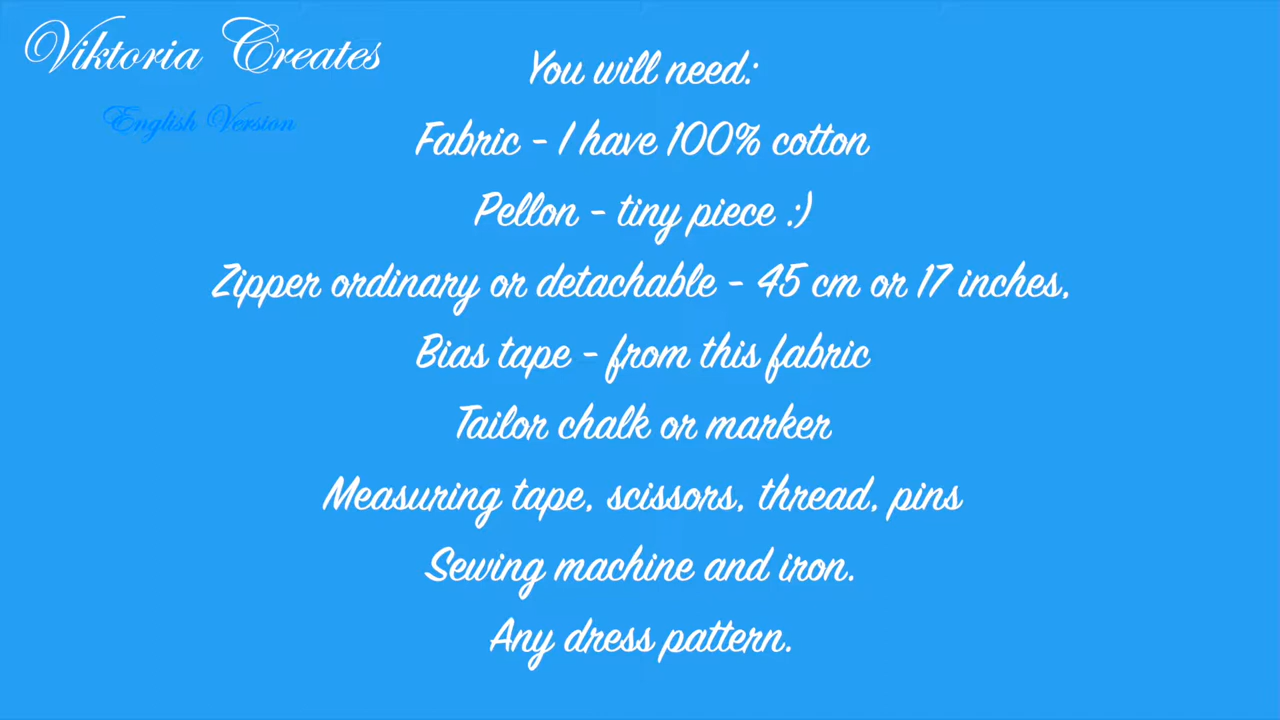 Viktoria Creates
English Version
You will need:
Fabric - I have 100% cotton
Pellon - tiny piece :)
Zipper ordinary or detachable - 45 cm or 17 inches,
Bias tape - from this fabric
Tailor chalk or marker
Measuring tape, scissors, thread, pins
Sewing machine and iron.
Any dress pattern.